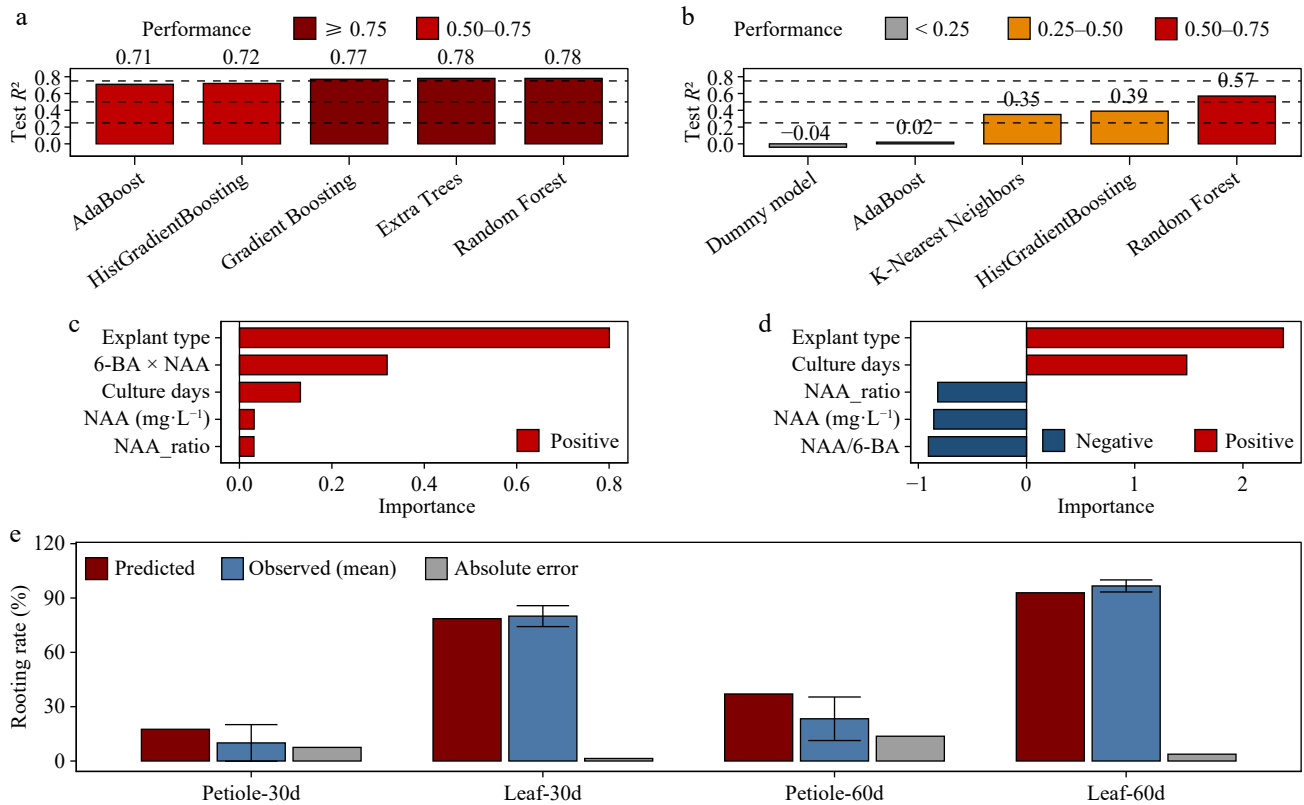 a
Performance
⩾ 0.75
0.50–0.75
0.71
0.72
0.77
0.78
0.78
Test R²
0.8
0.6
0.4
0.2
0.0
AdaBoost
HistGradientBoosting
Gradient Boosting
Extra Trees
Random Forest
b
Performance
< 0.25
0.25–0.50
0.50–0.75
−0.04
0.02
0.35
0.39
0.57
Test R²
0.8
0.6
0.4
0.2
0.0
Dummy model
AdaBoost
K-Nearest Neighbors
HistGradientBoosting
Random Forest
c
Explant type
6-BA × NAA
Culture days
NAA (mg·L⁻¹)
NAA_ratio
Positive
0.0 0.2 0.4 0.6 0.8
Importance
d
Explant type
Culture days
NAA_ratio
NAA (mg·L⁻¹)
NAA/6-BA
Negative
Positive
−1 0 1 2
Importance
e
Rooting rate (%)
120
90
60
30
0
Predicted
Observed (mean)
Absolute error
Petiole-30d
Leaf-30d
Petiole-60d
Leaf-60d